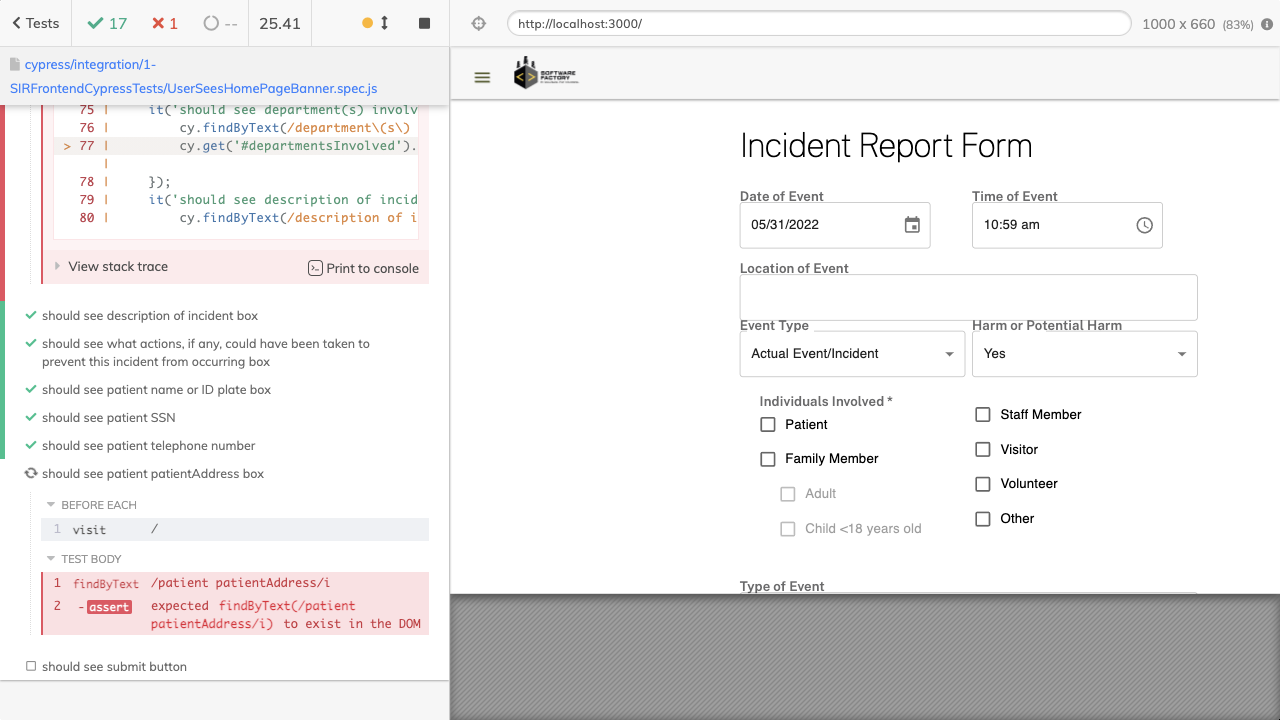 Tests
17
1
--
25.41
http://localhost:3000/
1000 x 660 (83%)
cypress/integration/1-
SIRFrontendCypressTests/UserSeesHomePageBanner.spec.js
75 | it('should see department(s) involv
76 | cy.findByText(/department\(s\)
> 77 | cy.get('#departmentsInvolved').
|
78 | });
79 | it('should see description of incid
80 | cy.findByText(/description of i
View stack trace
Print to console
should see description of incident box
should see what actions, if any, could have been taken to
prevent this incident from occurring box
should see patient name or ID plate box
should see patient SSN
should see patient telephone number
should see patient patientAddress box
BEFORE EACH
1 visit /
TEST BODY
1 findByText /patient patientAddress/i
2 - assert expected findByText(/patient
patientAddress/i) to exist in the DOM
should see submit button
SOFTWARE
FACTORY
Incident Report Form
Date of Event
Time of Event
05/31/2022
10:59 am
Location of Event
Event Type
Harm or Potential Harm
Actual Event/Incident
Yes
Individuals Involved *
Patient
Family Member
Adult
Child <18 years old
Staff Member
Visitor
Volunteer
Other
Type of Event